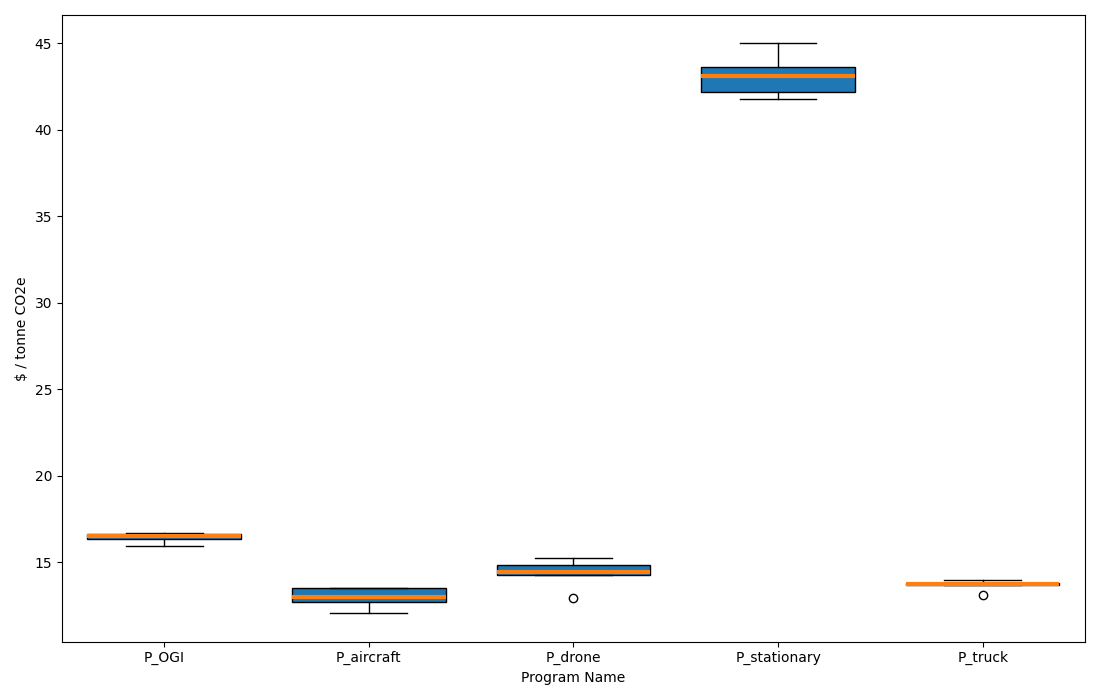 $ / tonne CO2e
45
40
35
30
25
20
15
P_OGI
P_aircraft
P_drone
P_stationary
P_truck
Program Name